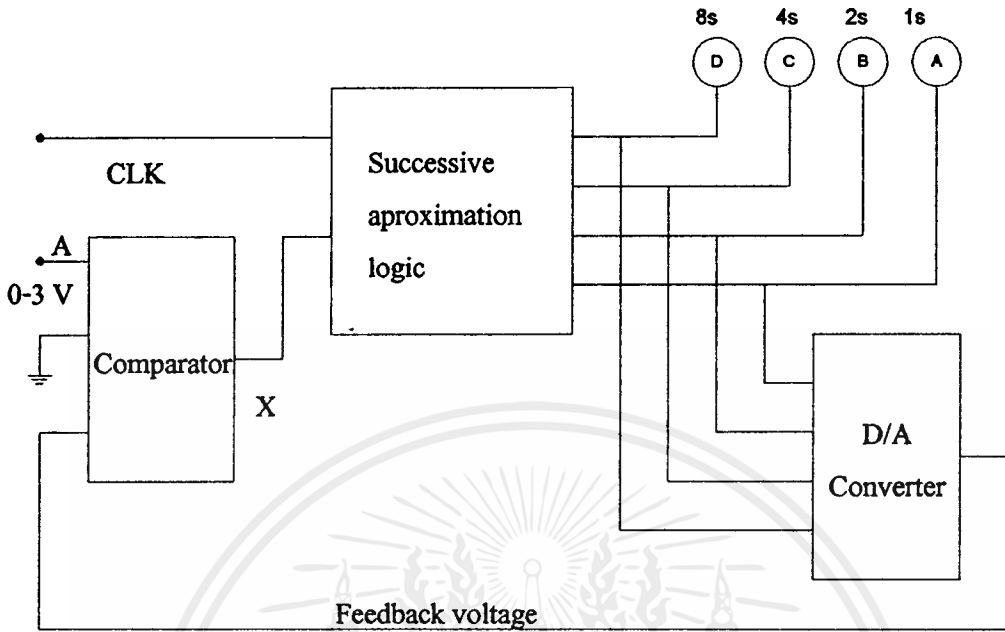 8s 4s 2s 1s
D C B A
CLK
Successive
aproximation
logic
A
0-3 V
Comparator
X
D/A
Converter
Feedback voltage